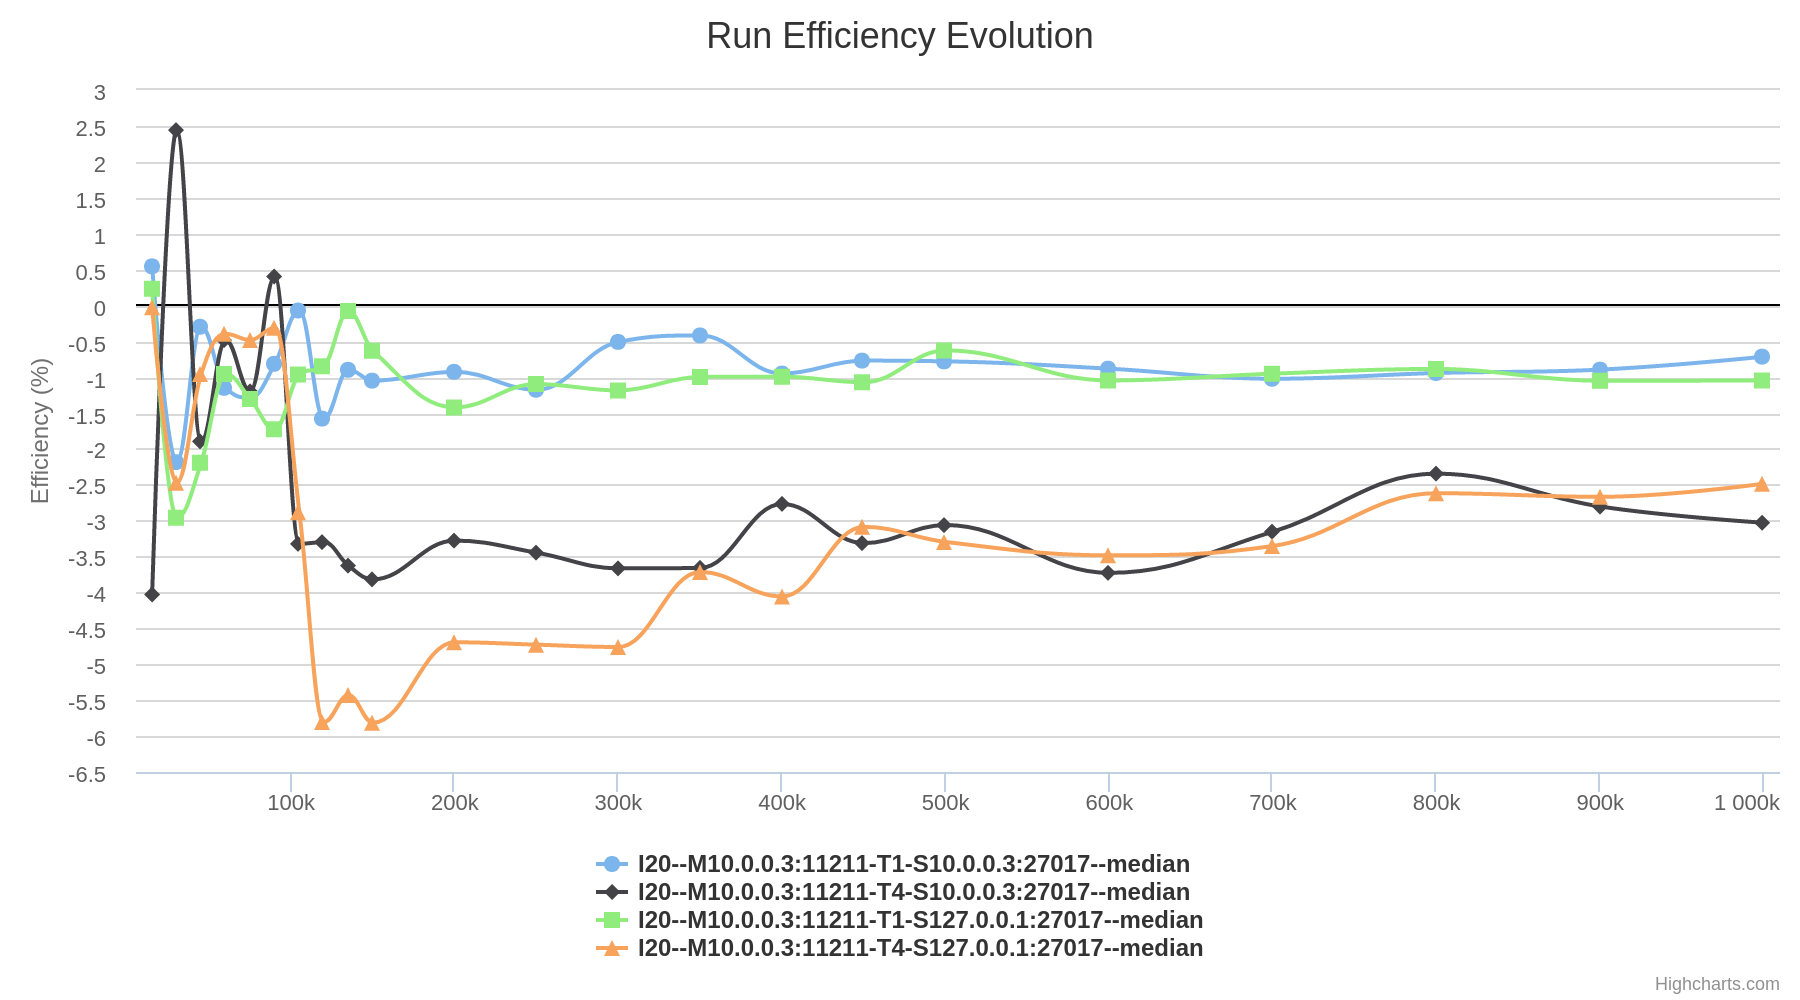 Run Efficiency Evolution
Efficiency (%)
3
2.5
2
1.5
1
0.5
0
-0.5
-1
-1.5
-2
-2.5
-3
-3.5
-4
-4.5
-5
-5.5
-6
-6.5
100k 200k 300k 400k 500k 600k 700k 800k 900k 1 000k
I20--M10.0.0.3:11211-T1-S10.0.0.3:27017--median
I20--M10.0.0.3:11211-T4-S10.0.0.3:27017--median
I20--M10.0.0.3:11211-T1-S127.0.0.1:27017--median
I20--M10.0.0.3:11211-T4-S127.0.0.1:27017--median
Highcharts.com